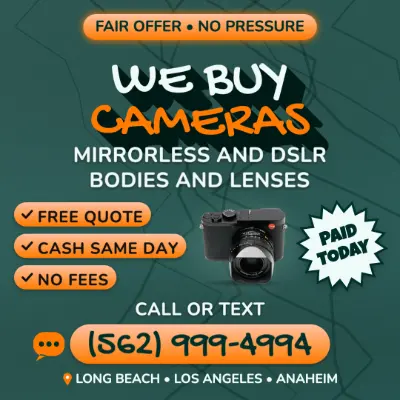 FAIR OFFER • NO PRESSURE
WE BUY
CAMERAS
MIRRORLESS AND DSLR
BODIES AND LENSES
FREE QUOTE
CASH SAME DAY
NO FEES
PAID
TODAY
CALL OR TEXT
(562) 999-4994
LONG BEACH • LOS ANGELES • ANAHEIM